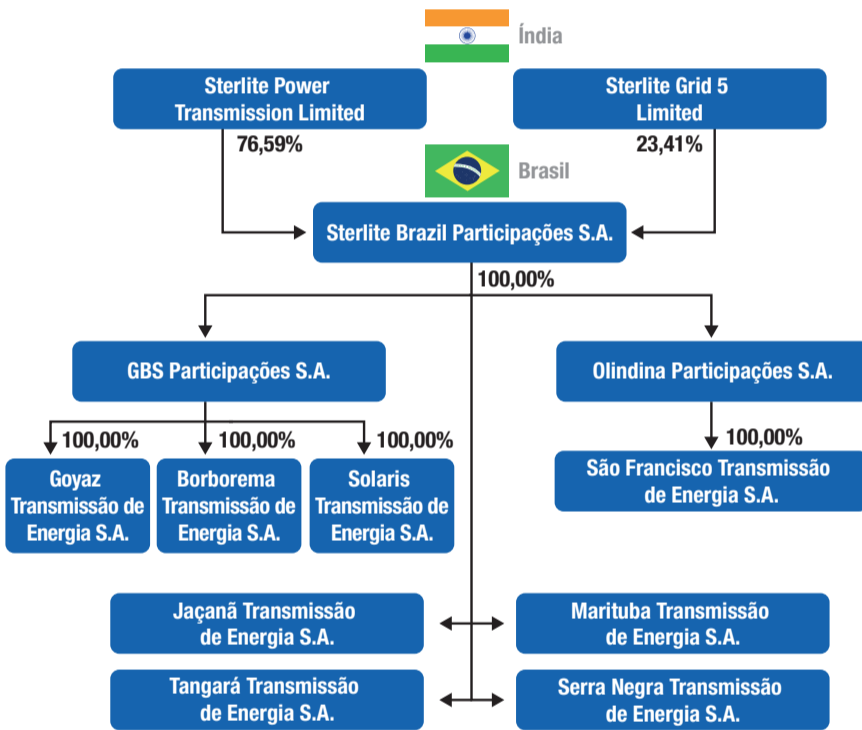 Índia
Sterlite Power
Transmission Limited
Sterlite Grid 5
Limited
76,59%
23,41%
Brasil
Sterlite Brazil Participações S.A.
100,00%
GBS Participações S.A.
Olindina Participações S.A.
100,00%
100,00%
100,00%
100,00%
Goyaz
Transmissão de
Energia S.A.
Borborema
Transmissão de
Energia S.A.
Solaris
Transmissão de
Energia S.A.
São Francisco Transmissão
de Energia S.A.
Jaçanã Transmissão
de Energia S.A.
Marituba Transmissão
de Energia S.A.
Tangará Transmissão
de Energia S.A.
Serra Negra Transmissão
de Energia S.A.